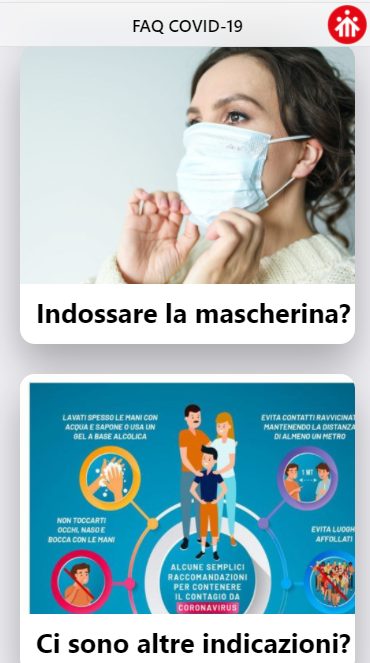 FAQ COVID-19
Indossare la mascherina?
LAVATI SPESSO LE MANI CON
ACQUA E SAPONE O USA UN
GEL A BASE ALCOLICA
EVITA CONTATTI RAVVICINAT
MANTENENDO LA DISTANZA
DI ALMENO UN METRO
1 MT
NON TOCCARTI
OCCHI, NASO E
BOCCA CON LE MANI
EVITA LUOGH
AFFOLLATI
ALCUNE SEMPLICI
RACCOMANDAZIONI
PER CONTENERE
IL CONTAGIO DA
CORONAVIRUS
Ci sono altre indicazioni?